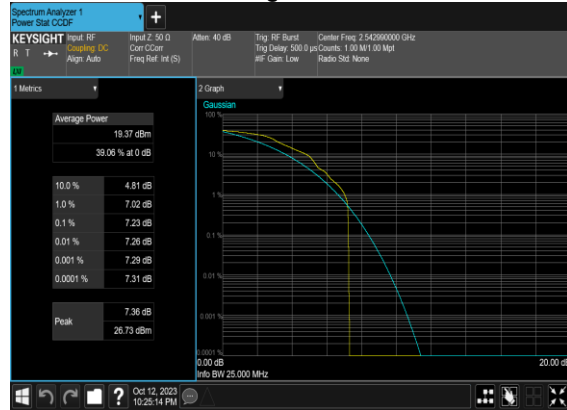 Spectrum Analyzer 1
Power Stat CCDF
+
KEYSIGHT
R T
Input: RF
Coupling: DC
Align: Auto
Input Z: 50 Ω
Corr CCorr
Freq Ref: Int (S)
Atten: 40 dB
Trig: RF Burst
Trig Delay: 500.0 µs
#IF Gain: Low
Center Freq: 2.542990000 GHz
Counts: 1.00 M/1.00 Mpt
Radio Std: None
1 Metrics
Average Power
19.37 dBm
39.06 % at 0 dB
10.0 % 4.81 dB
1.0 % 7.02 dB
0.1 % 7.23 dB
0.01 % 7.26 dB
0.001 % 7.29 dB
0.0001 % 7.31 dB
Peak
7.36 dB
26.73 dBm
2 Graph
Gaussian
100 %
10 %
1 %
0.1 %
0.01 %
0.001 %
0.0001 %
0.00 dB
20.00 dB
Info BW 25.000 MHz
?
Oct 12, 2023
10:25:14 PM